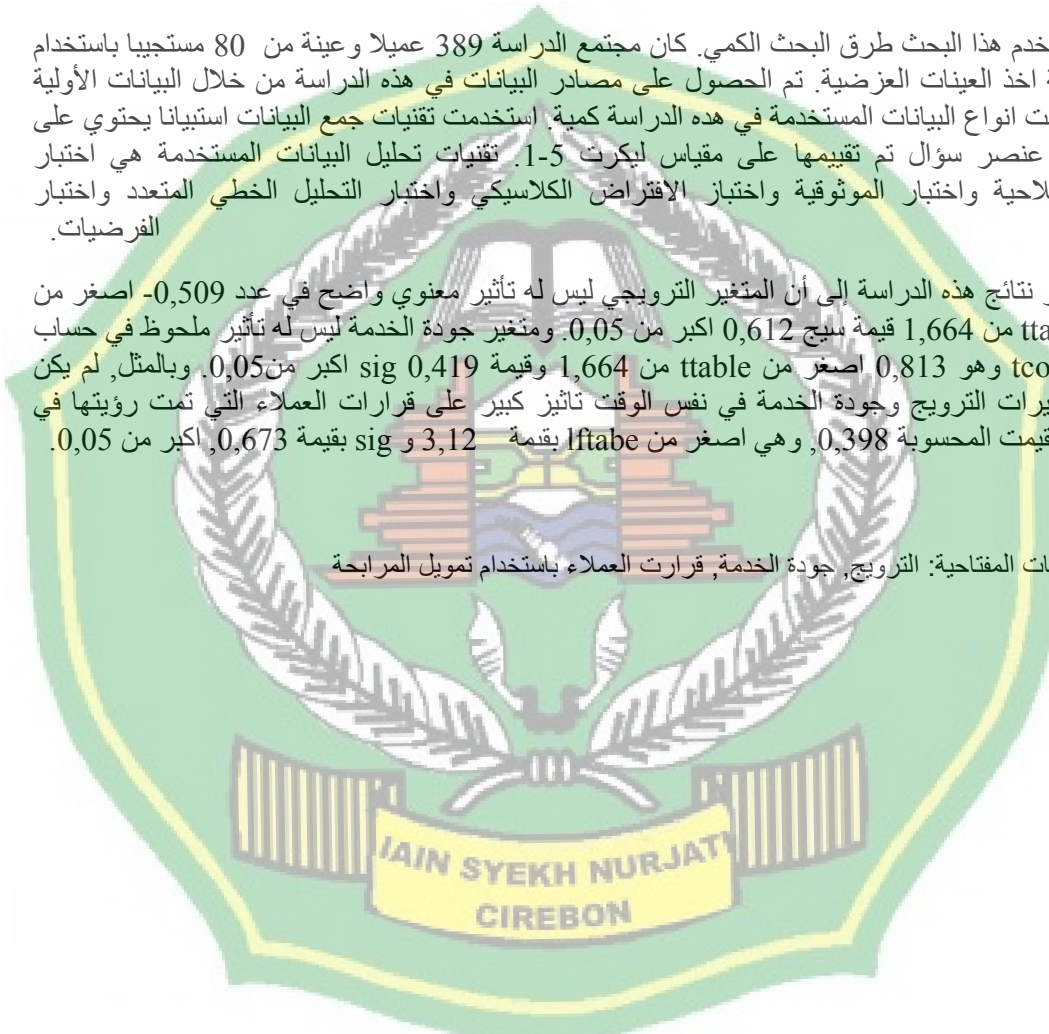 خدم هذا البحث طرق البحث الكمي. كان مجتمع الدراسة 389 عميلا وعينة من 80 مستجيبا باستخدام
ة اخذ العينات العزضية. تم الحصول على مصادر البيانات في هذه الدراسة من خلال البيانات الأولية
ت انواع البيانات المستخدمة في هده الدراسة كمية. استخدمت تقنيات جمع البيانات استبيانا يحتوي على
عنصر سؤال تم تقييمها على مقياس ليكرت 5-1. تقنيات تحليل البيانات المستخدمة هي اختبار
لاحية واختبار الموثوقية واختباز الافتراض الكلاسيكي واختبار التحليل الخطي المتعدد واختبار
الفرضيات.
ر نتائج هذه الدراسة إلى أن المتغير الترويجي ليس له تأثير معنوي واضح في عدد 0,509- اصغر من
tta من 1,664 قيمة سيج 0,612 اكبر من 0,05. ومتغير جودة الخدمة ليس له تأثير ملحوظ في حساب
tco وهو 0,813 اصغر من ttable من 1,664 وقيمة sig 0,419 اكبر من0,05. وبالمثل, لم يكن
يرات الترويج وجودة الخدمة في نفس الوقت تاثيز كبير على قرارات العملاء التي تمت رؤيتها في
قيمت المحسوبة 0,398, وهي اصغر من lftabe بقيمة 3,12 و sig بقيمة 0,673, اكبر من 0,05.
ات المفتاحية: الترويج, جودة الخدمة, قرارت العملاء باستخدام تمويل المرابحة
IAIN SYEKH NURJATI
CIREBON